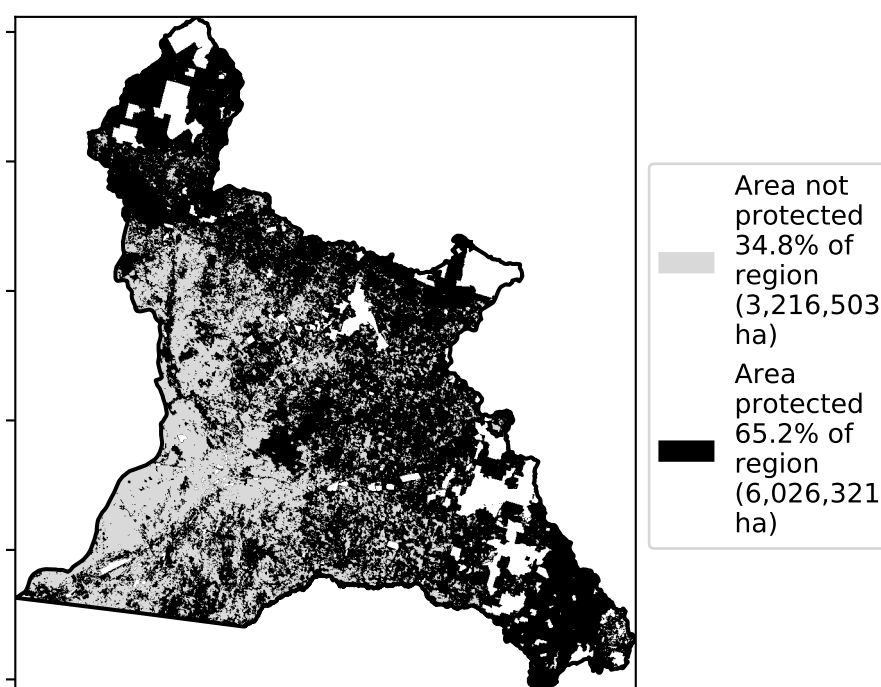 Area not
protected
34.8% of
region
(3,216,503
ha)
Area
protected
65.2% of
region
(6,026,321
ha)